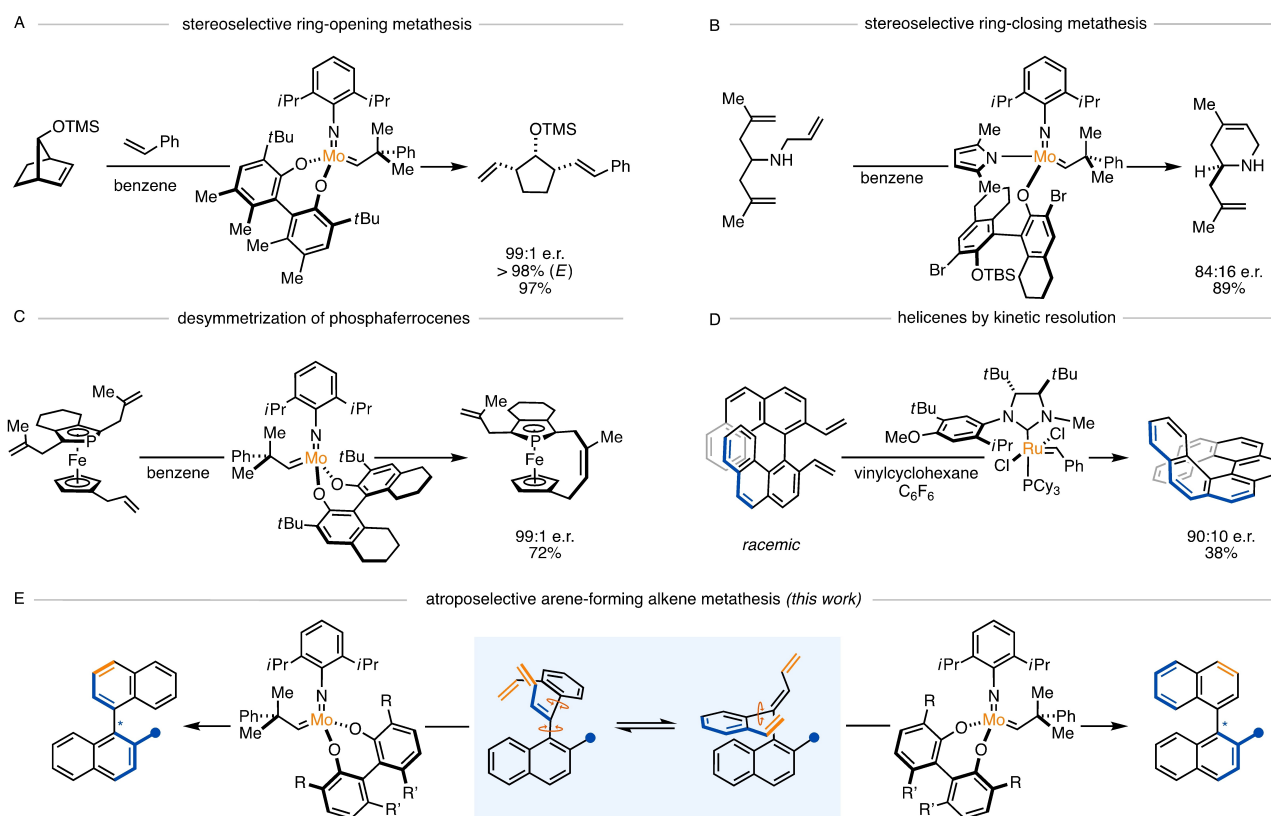 A
stereoselective ring-opening metathesis
OTMS
Ph
benzene
iPr
iPr
N
Mo
tBu
O
O
Me
Ph
Me
Me
Me
Me
Me
tBu
OTMS
Ph
99:1 e.r.
> 98% (E)
97%
B
stereoselective ring-closing metathesis
Me
NH
Me
benzene
iPr
iPr
Me
N
N
Mo
Me
Ph
Me
Me
O
Br
Br
OTBS
Me
H
NH
Me
84:16 e.r.
89%
C
desymmetrization of phosphaferrocenes
Me
Me
P
Fe
benzene
iPr
iPr
N
Me
Ph
Me
Mo
tBu
O
O
tBu
Me
P
Me
Fe
99:1 e.r.
72%
D
helicenes by kinetic resolution
racemic
vinylcyclohexane
C6F6
tBu
tBu
tBu
MeO
iPr
N
N
Me
Cl
Ru
Cl
Ph
PCy3
90:10 e.r.
38%
E
atroposelective arene-forming alkene metathesis (this work)
*
iPr
iPr
N
Me
Ph
Me
Mo
O
O
R
R
R'
R'
iPr
iPr
N
R
O
Mo
Me
Ph
Me
O
R'
R'
R
*